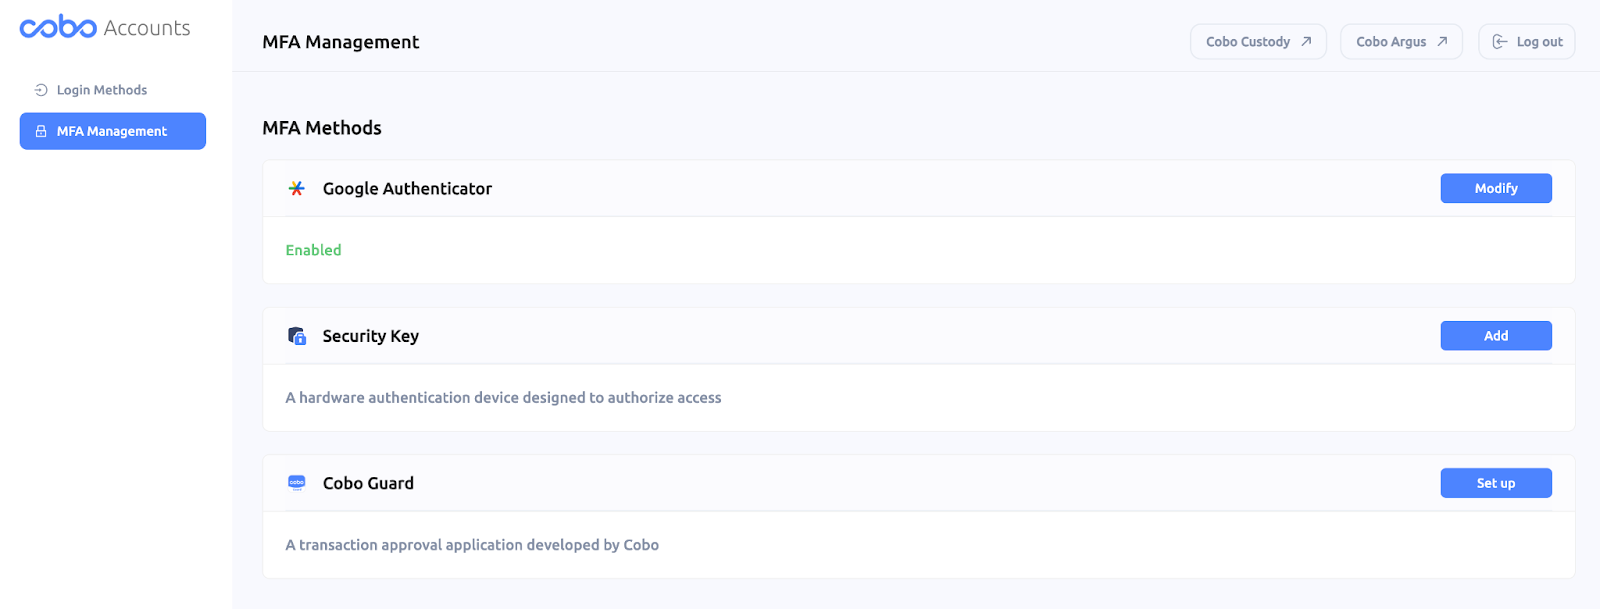 cobo Accounts
Login Methods
MFA Management
MFA Management
Cobo Custody
Cobo Argus
Log out
MFA Methods
Google Authenticator
Modify
Enabled
Security Key
Add
A hardware authentication device designed to authorize access
cobo
Cobo Guard
Set up
A transaction approval application developed by Cobo